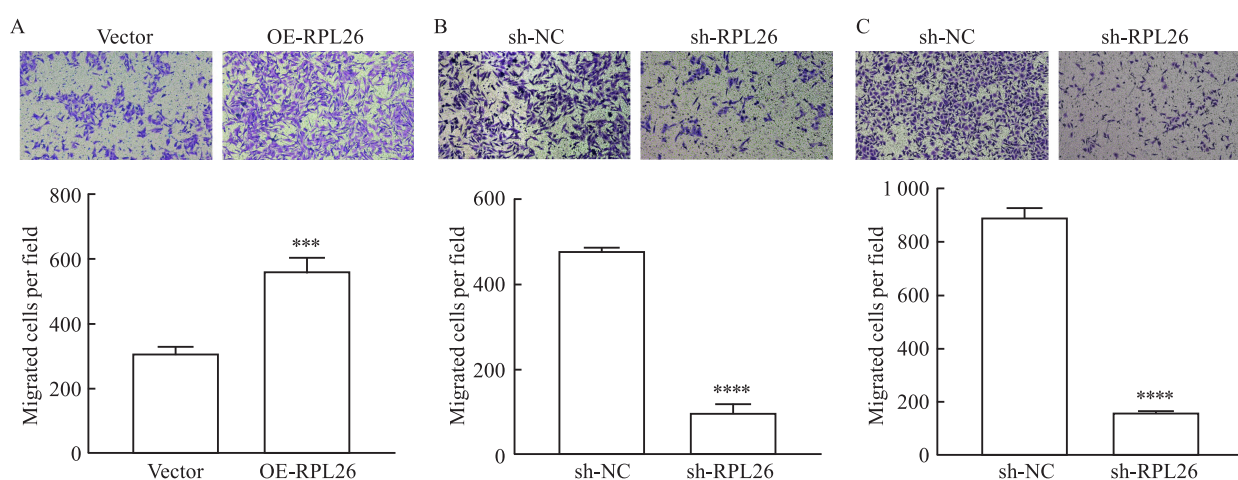 A
Vector
OE-RPL26
Migrated cells per field
800
600
400
200
0
***
Vector
OE-RPL26
B
sh-NC
sh-RPL26
Migrated cells per field
600
400
200
0
****
sh-NC
sh-RPL26
C
sh-NC
sh-RPL26
Migrated cells per field
1 000
800
600
400
200
0
****
sh-NC
sh-RPL26